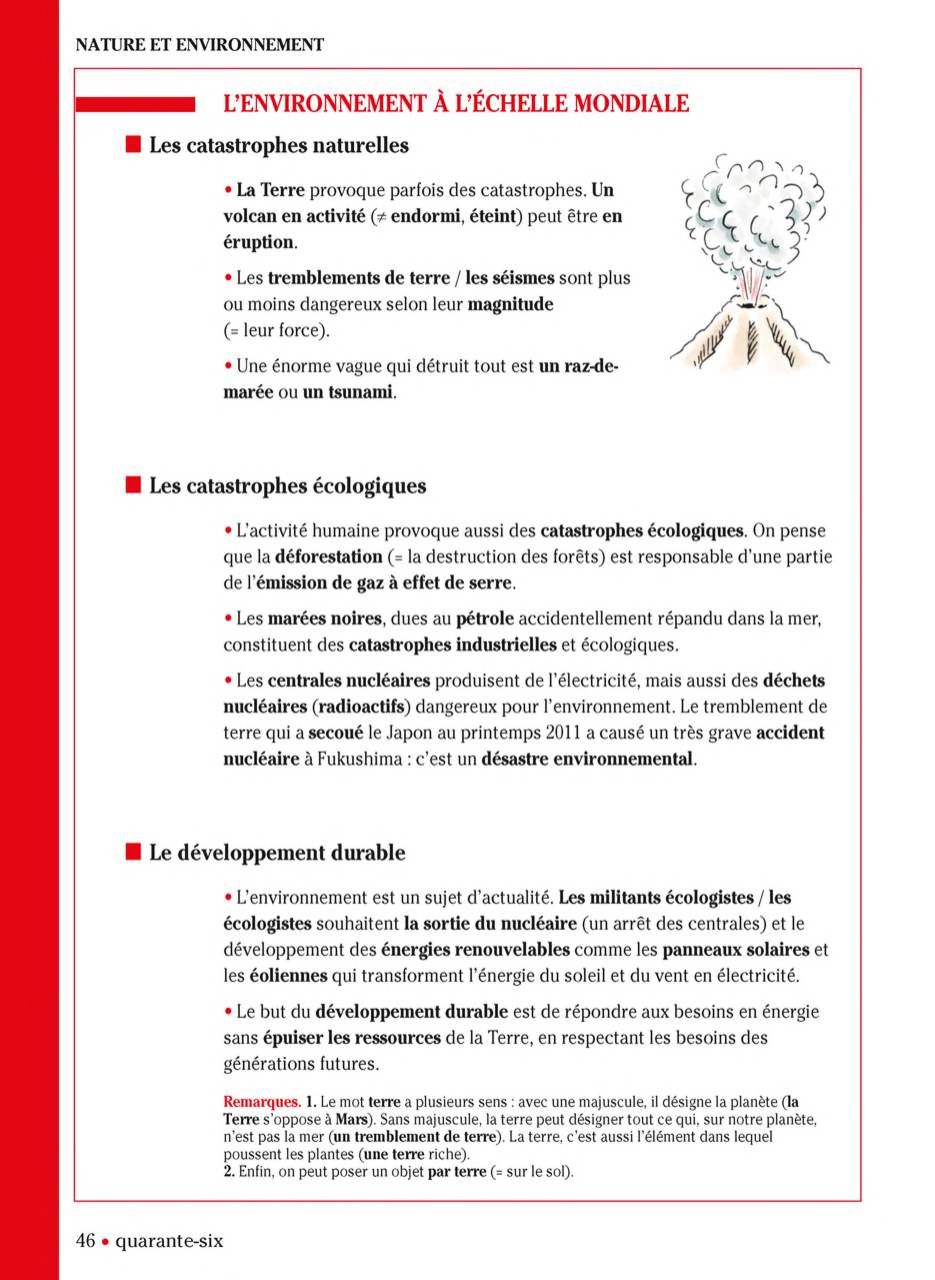 NATURE ET ENVIRONNEMENT
L'ENVIRONNEMENT À L'ÉCHELLE MONDIALE
Les catastrophes naturelles
• La Terre provoque parfois des catastrophes. Un
volcan en activité (≠ endormi, éteint) peut être en
éruption.
• Les tremblements de terre / les séismes sont plus
ou moins dangereux selon leur magnitude
(= leur force).
• Une énorme vague qui détruit tout est un raz-de-
marée ou un tsunami.
Les catastrophes écologiques
• L'activité humaine provoque aussi des catastrophes écologiques. On pense
que la déforestation (= la destruction des forêts) est responsable d'une partie
de l'émission de gaz à effet de serre.
• Les marées noires, dues au pétrole accidentellement répandu dans la mer,
constituent des catastrophes industrielles et écologiques.
• Les centrales nucléaires produisent de l'électricité, mais aussi des déchets
nucléaires (radioactifs) dangereux pour l'environnement. Le tremblement de
terre qui a secoué le Japon au printemps 2011 a causé un très grave accident
nucléaire à Fukushima : c'est un désastre environnemental.
Le développement durable
• L'environnement est un sujet d'actualité. Les militants écologistes / les
écologistes souhaitent la sortie du nucléaire (un arrêt des centrales) et le
développement des énergies renouvelables comme les panneaux solaires et
les éoliennes qui transforment l'énergie du soleil et du vent en électricité.
• Le but du développement durable est de répondre aux besoins en énergie
sans épuiser les ressources de la Terre, en respectant les besoins des
générations futures.
Remarques. 1. Le mot terre a plusieurs sens : avec une majuscule, il désigne la planète (la
Terre s'oppose à Mars). Sans majuscule, la terre peut désigner tout ce qui, sur notre planète,
n'est pas la mer (un tremblement de terre). La terre, c'est aussi l'élément dans lequel
poussent les plantes (une terre riche).
2. Enfin, on peut poser un objet par terre (= sur le sol).
46 • quarante-six